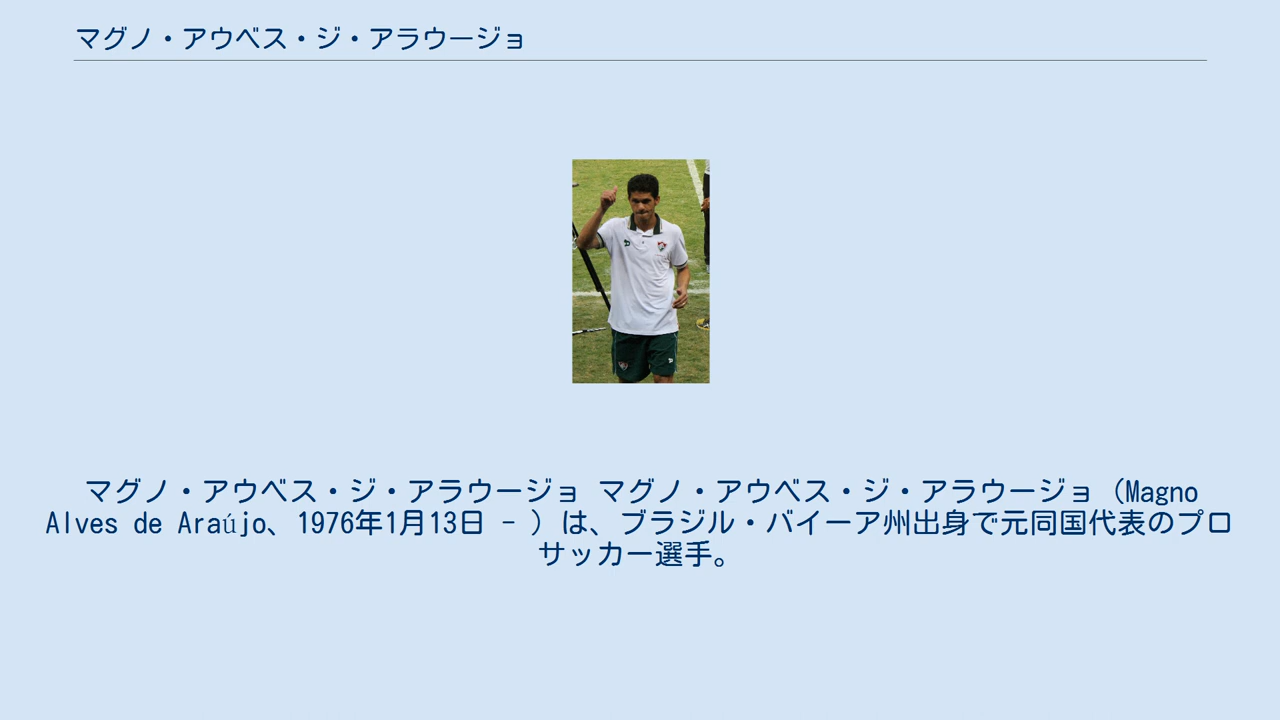 マグノ・アウベス・ジ・アラウージョ
マグノ・アウベス・ジ・アラウージョ マグノ・アウベス・ジ・アラウージョ（Magno
Alves de Araújo、1976年1月13日 - ）は、ブラジル・バイーア州出身で元同国代表のプロ
サッカー選手。